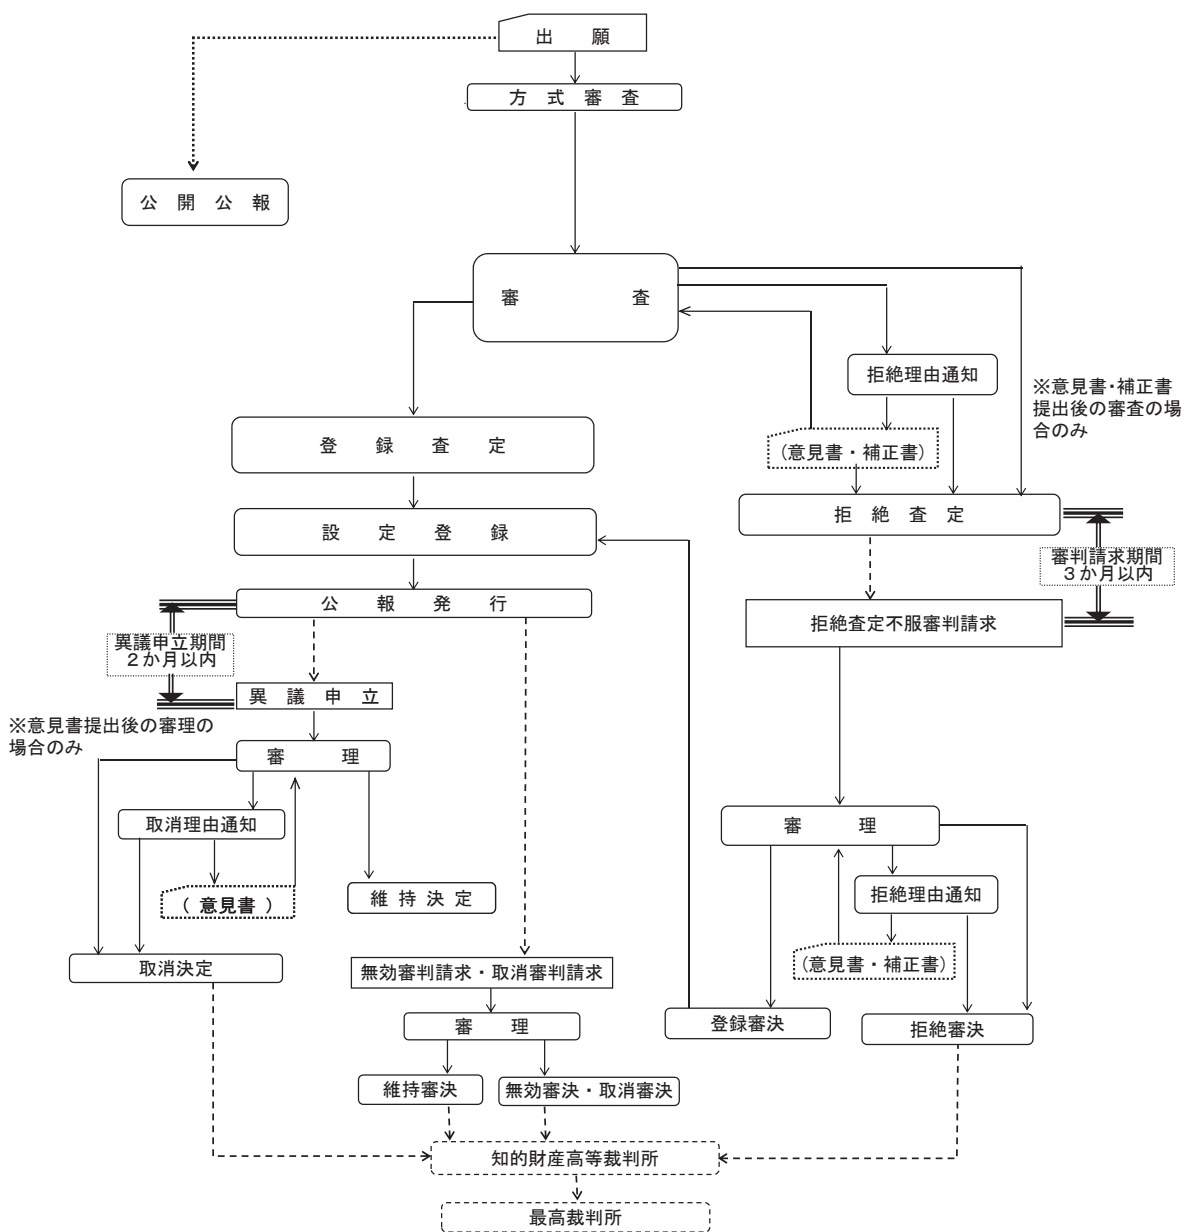 出願
方式審査
公開公報
審査
拒絶理由通知
※意見書・補正書
提出後の審査の場
合のみ
登録査定
(意見書・補正書)
拒絶査定
設定登録
審判請求期間
３か月以内
公報発行
拒絶査定不服審判請求
異議申立期間
２か月以内
異議申立
※意見書提出後の審理の
場合のみ
審理
取消理由通知
審理
(意見書)
維持決定
拒絶理由通知
(意見書・補正書)
取消決定
無効審判請求・取消審判請求
審理
登録審決
拒絶審決
維持審決
無効審決・取消審決
知的財産高等裁判所
最高裁判所